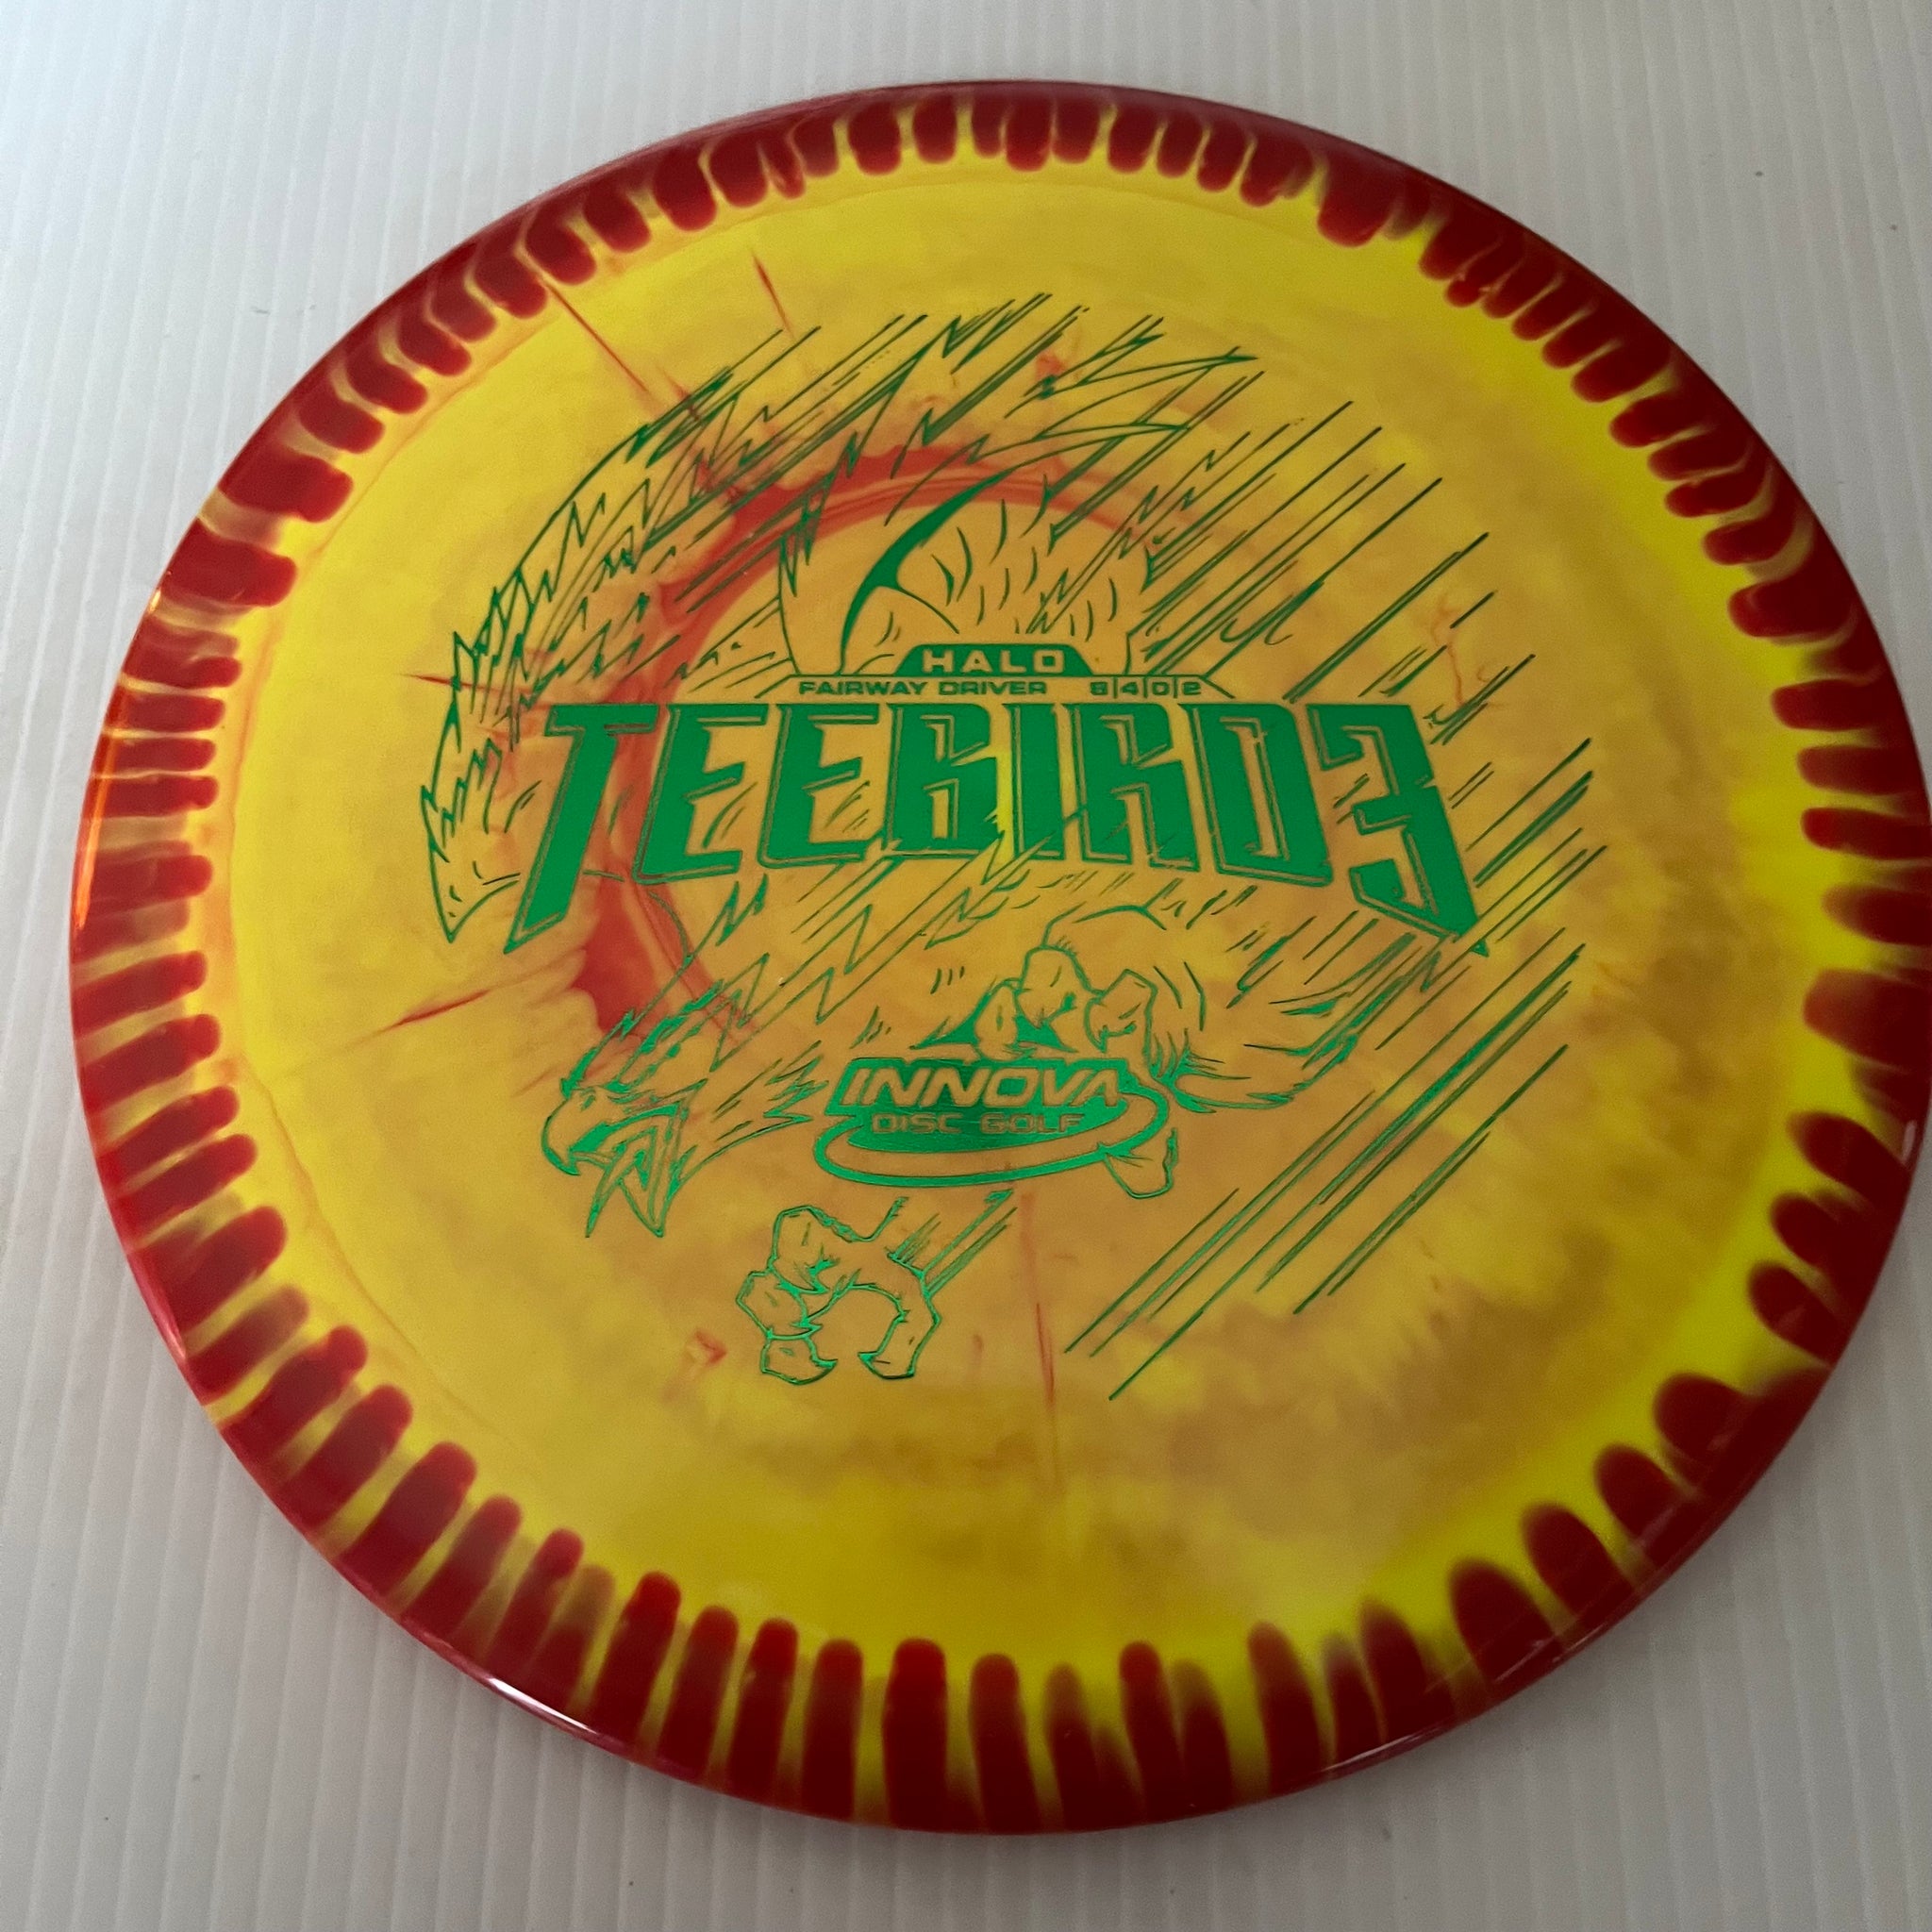 HALO
FAIRWAY DRIVER 8|4|0|2
TEEBIRD3
INNOVA
DISC GOLF